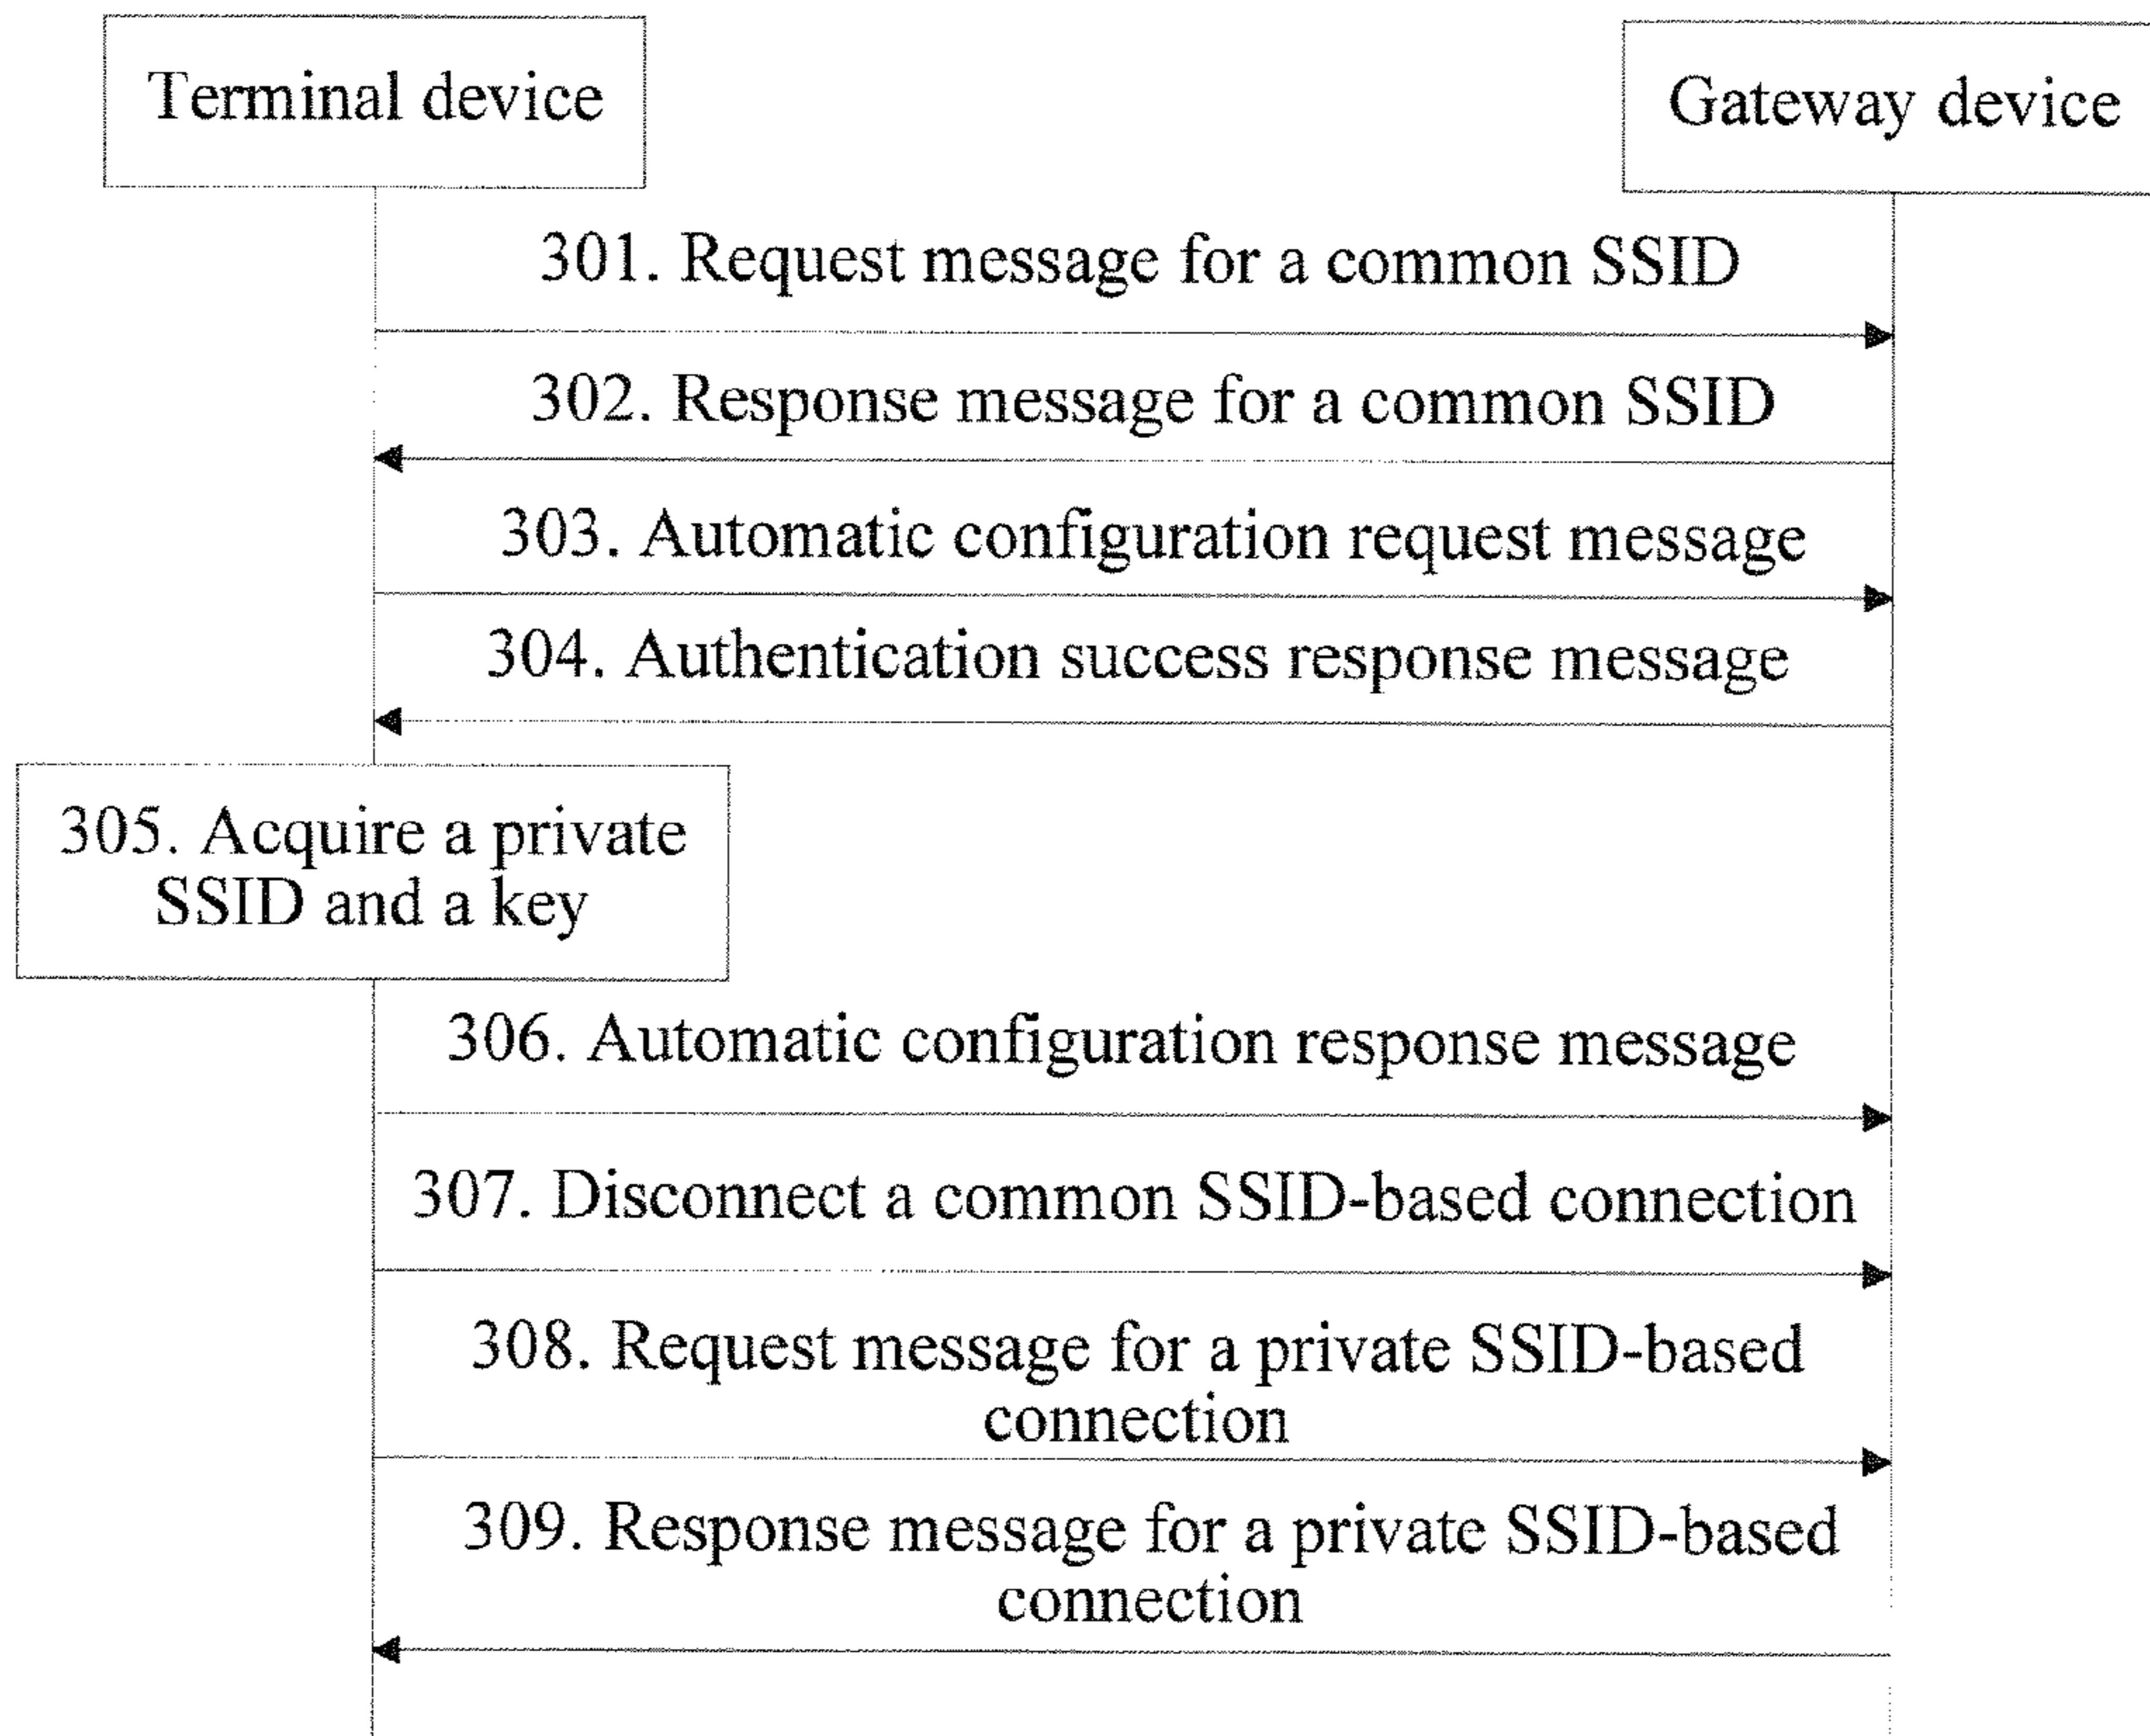 Terminal device
Gateway device
301. Request message for a common SSID
302. Response message for a common SSID
303. Automatic configuration request message
304. Authentication success response message
305. Acquire a private
SSID and a key
306. Automatic configuration response message
307. Disconnect a common SSID-based connection
308. Request message for a private SSID-based
connection
309. Response message for a private SSID-based
connection